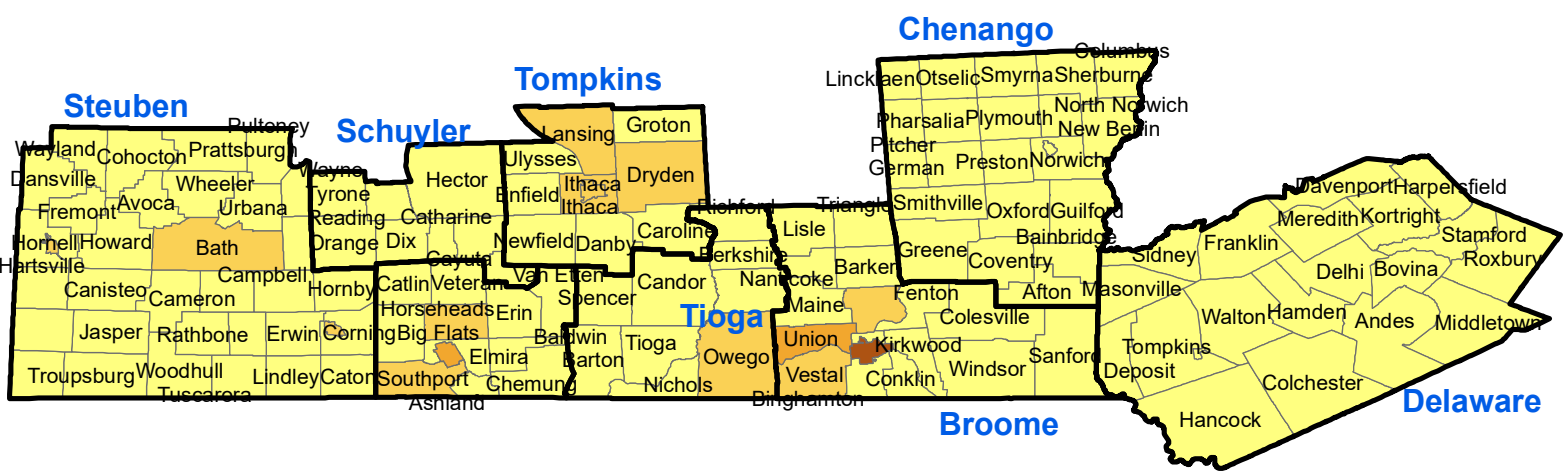 Chenango
Tompkins
Steuben
Schuyler
Columbus
Lincklaen
Otselic
Smyrna
Sherburne
North Norwich
Pharsalia
Plymouth
New Berlin
Pitcher
German
Preston
Norwich
Smithville
Oxford
Guilford
Greene
Bainbridge
Coventry
Afton
Lansing
Groton
Ulysses
Dryden
Enfield
Ithaca
Ithaca
Newfield
Danby
Caroline
Pulteney
Wayland
Cohocton
Prattsburgh
Dansville
Wheeler
Avoca
Urbana
Fremont
Hornell
Howard
Bath
Hartsville
Campbell
Canisteo
Cameron
Hornby
Jasper
Rathbone
Erwin
Corning
Troupsburg
Woodhull
Lindley
Caton
Tuscarora
Wayne
Tyrone
Hector
Reading
Catharine
Orange
Dix
Cayuta
Catlin
Veteran
Van Etten
Horseheads
Erin
Big Flats
Baldwin
Elmira
Southport
Chemung
Ashland
Richford
Berkshire
Candor
Spencer
Tioga
Tioga
Barton
Owego
Nichols
Triangle
Lisle
Nanticoke
Barker
Maine
Fenton
Colesville
Union
Kirkwood
Vestal
Conklin
Windsor
Sanford
Binghamton
Broome
Davenport
Harpersfield
Meredith
Kortright
Franklin
Stamford
Sidney
Roxbury
Delhi
Bovina
Masonville
Walton
Hamden
Andes
Middletown
Tompkins
Deposit
Colchester
Hancock
Delaware